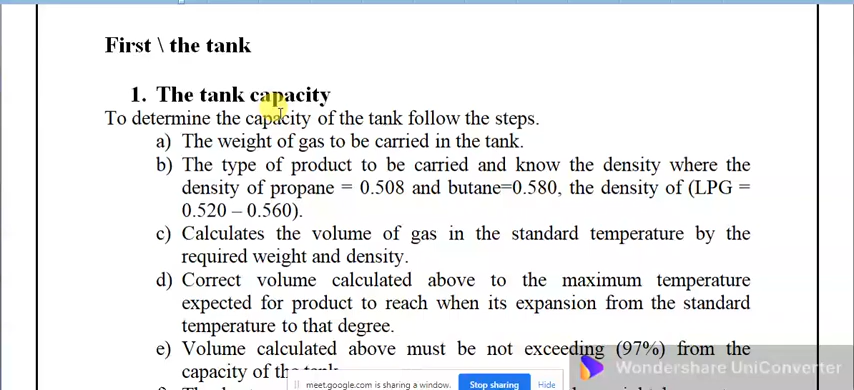 First \ the tank
1. The tank capacity
To determine the capacity of the tank follow the steps.
a) The weight of gas to be carried in the tank.
b) The type of product to be carried and know the density where the
density of propane = 0.508 and butane=0.580, the density of (LPG =
0.520 – 0.560).
c) Calculates the volume of gas in the standard temperature by the
required weight and density.
d) Correct volume calculated above to the maximum temperature
expected for product to reach when its expansion from the standard
temperature to that degree.
e) Volume calculated above must be not exceeding (97%) from the
capacity of the tank
Wondershare UniConverter
meet.google.com is sharing a window.
Stop sharing
Hide